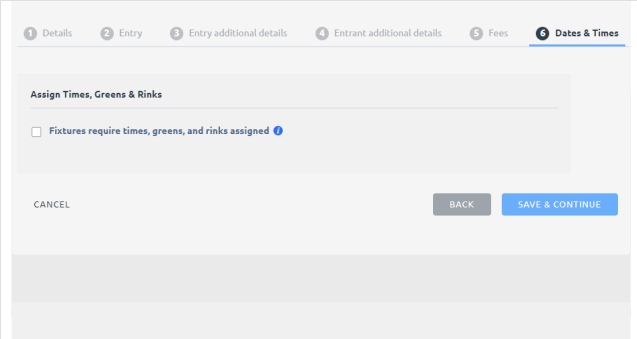 1 Details 2 Entry 3 Entry additional details 4 Entrant additional details 5 Fees 6 Dates & Times
Assign Times, Greens & Rinks
Fixtures require times, greens, and rinks assigned i
CANCEL BACK SAVE & CONTINUE